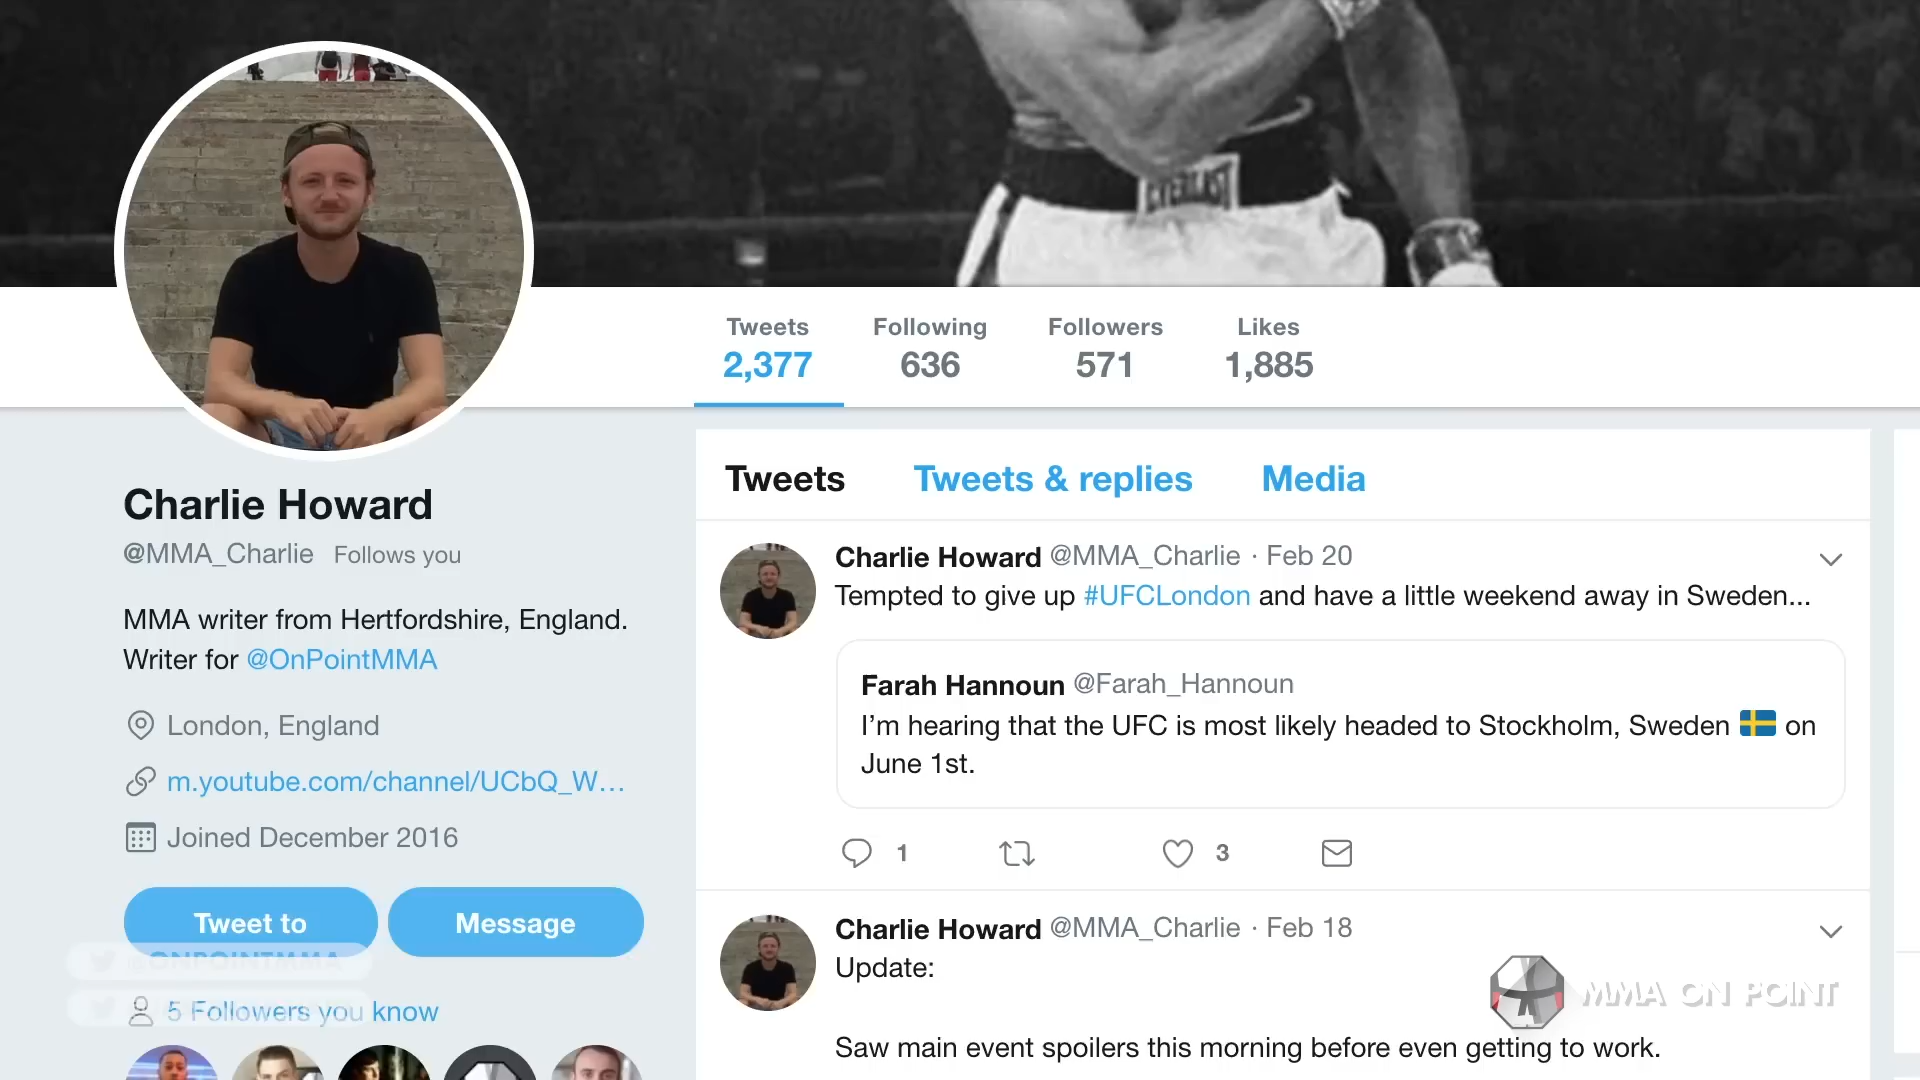 EVERLAST
Tweets Following Followers Likes
2,377 636 571 1,885
Tweets Tweets & replies Media
Charlie Howard
@MMA_Charlie Follows you
MMA writer from Hertfordshire, England.
Writer for @OnPointMMA
London, England
m.youtube.com/channel/UCbQ_W...
Joined December 2016
Tweet to Message
@ONPOINTMMA
5 Followers you know
Charlie Howard @MMA_Charlie · Feb 20
Tempted to give up #UFCLondon and have a little weekend away in Sweden...
Farah Hannoun @Farah_Hannoun
I’m hearing that the UFC is most likely headed to Stockholm, Sweden 🇸🇪 on
June 1st.
1 3
Charlie Howard @MMA_Charlie · Feb 18
Update:
Saw main event spoilers this morning before even getting to work.
MMA ON POINT